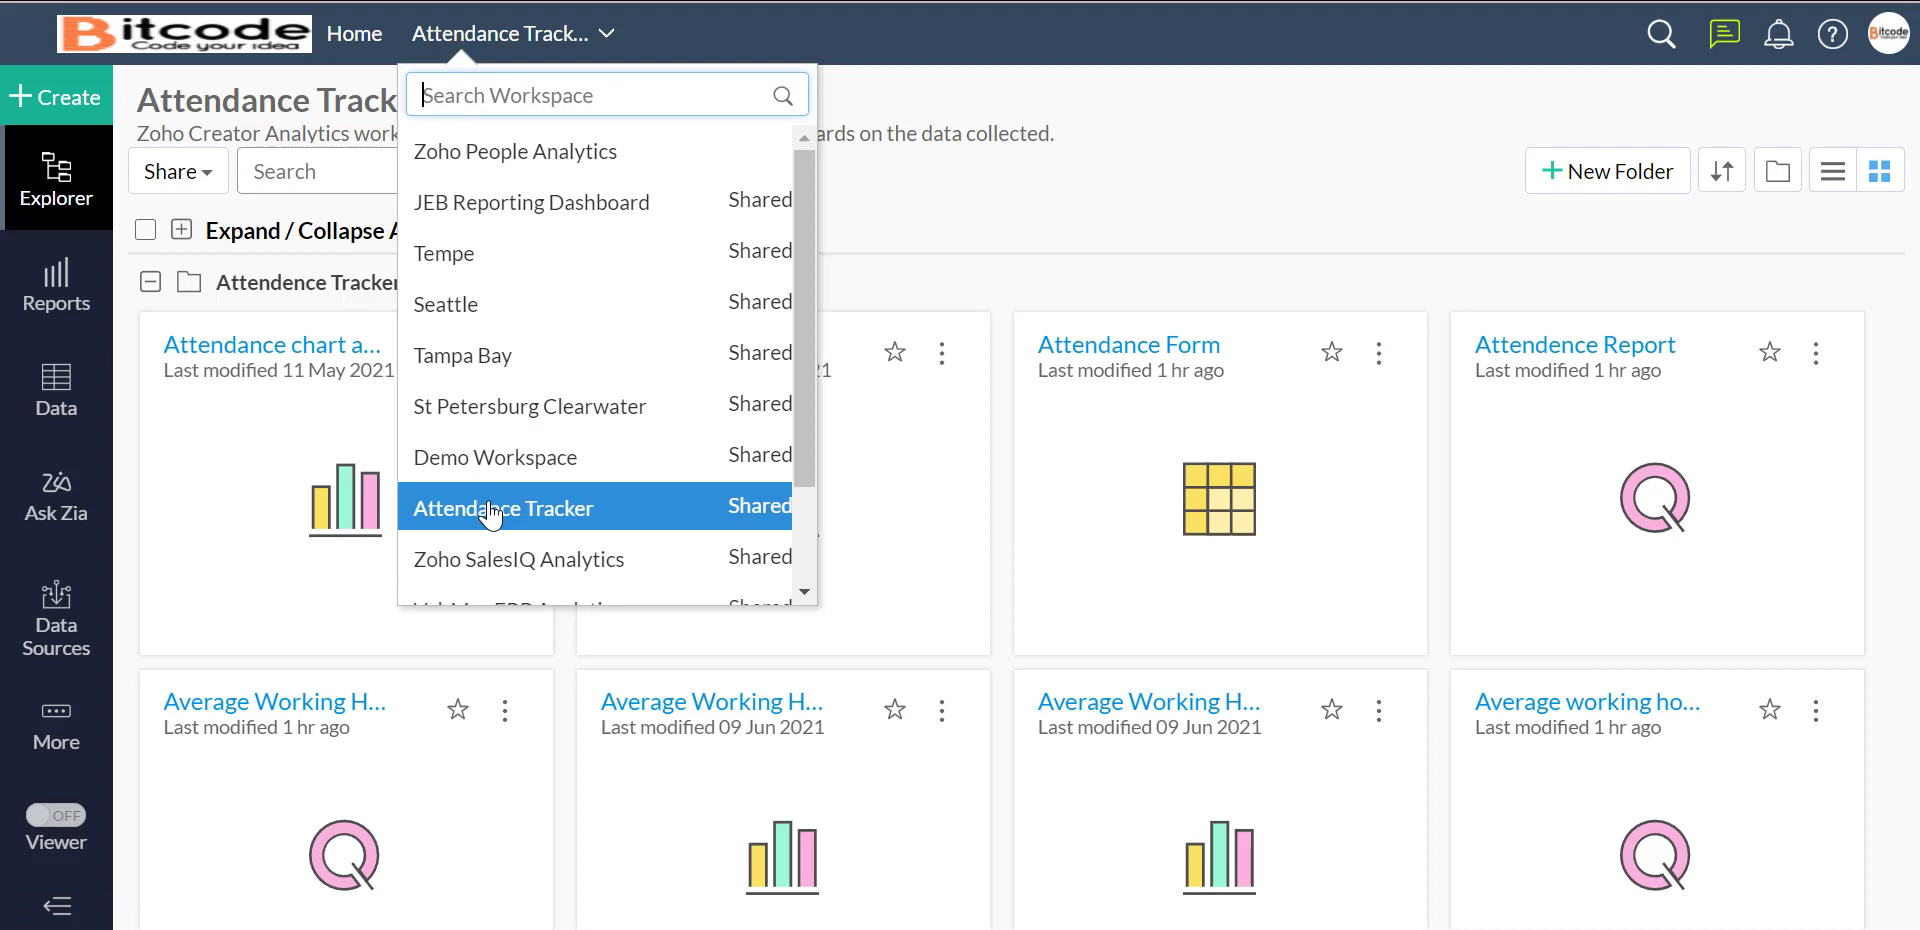 Bitcode
Code your idea
Home
Attendance Track...
Bitcode
+ Create
Attendance Track
Search Workspace
Zoho Creator Analytics work
ards on the data collected.
Share
Search
New Folder
Explorer
Expand / Collapse A
Attendence Tracker
Zoho People Analytics
JEB Reporting Dashboard Shared
Tempe Shared
Seattle Shared
Tampa Bay Shared
St Petersburg Clearwater Shared
Demo Workspace Shared
Attendance Tracker Shared
Zoho SalesIQ Analytics Shared
Shared
Reports
Data
Ask Zia
Data
Sources
More
OFF
Viewer
Attendance chart a...
Last modified 11 May 2021
21
Attendance Form
Last modified 1 hr ago
Attendence Report
Last modified 1 hr ago
Average Working H...
Last modified 1 hr ago
Average Working H...
Last modified 09 Jun 2021
Average Working H...
Last modified 09 Jun 2021
Average working ho...
Last modified 1 hr ago